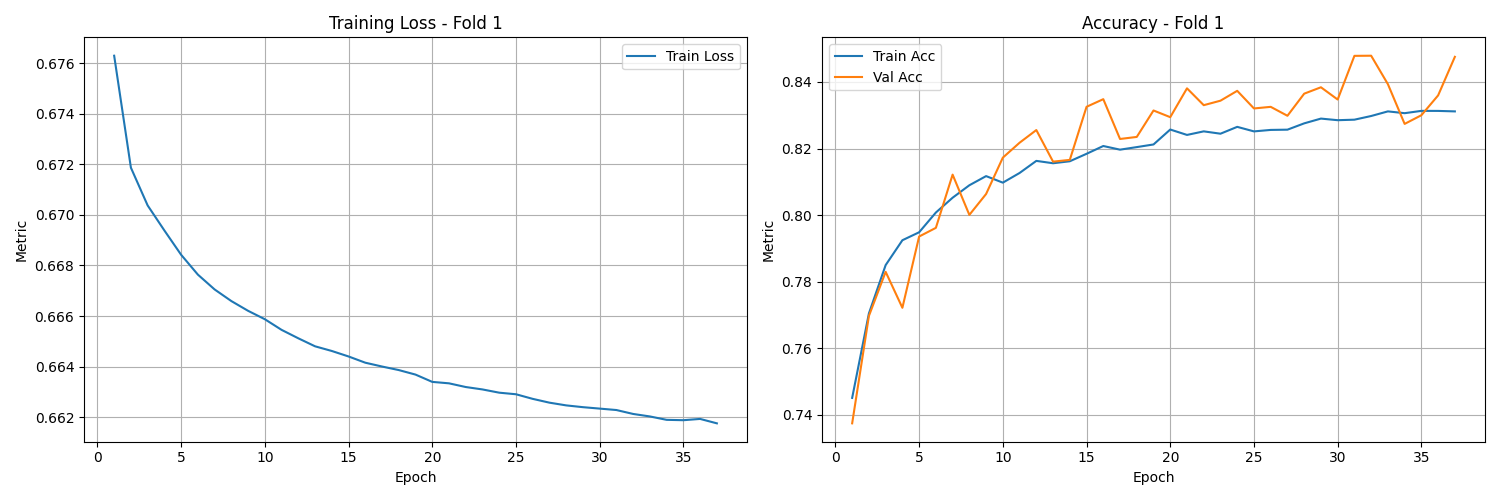 Training Loss - Fold 1
Train Loss
0.676
0.674
0.672
0.670
0.668
0.666
0.664
0.662
Metric
0 5 10 15 20 25 30 35
Epoch
Accuracy - Fold 1
Train Acc
Val Acc
0.84
0.82
0.80
0.78
0.76
0.74
Metric
0 5 10 15 20 25 30 35
Epoch